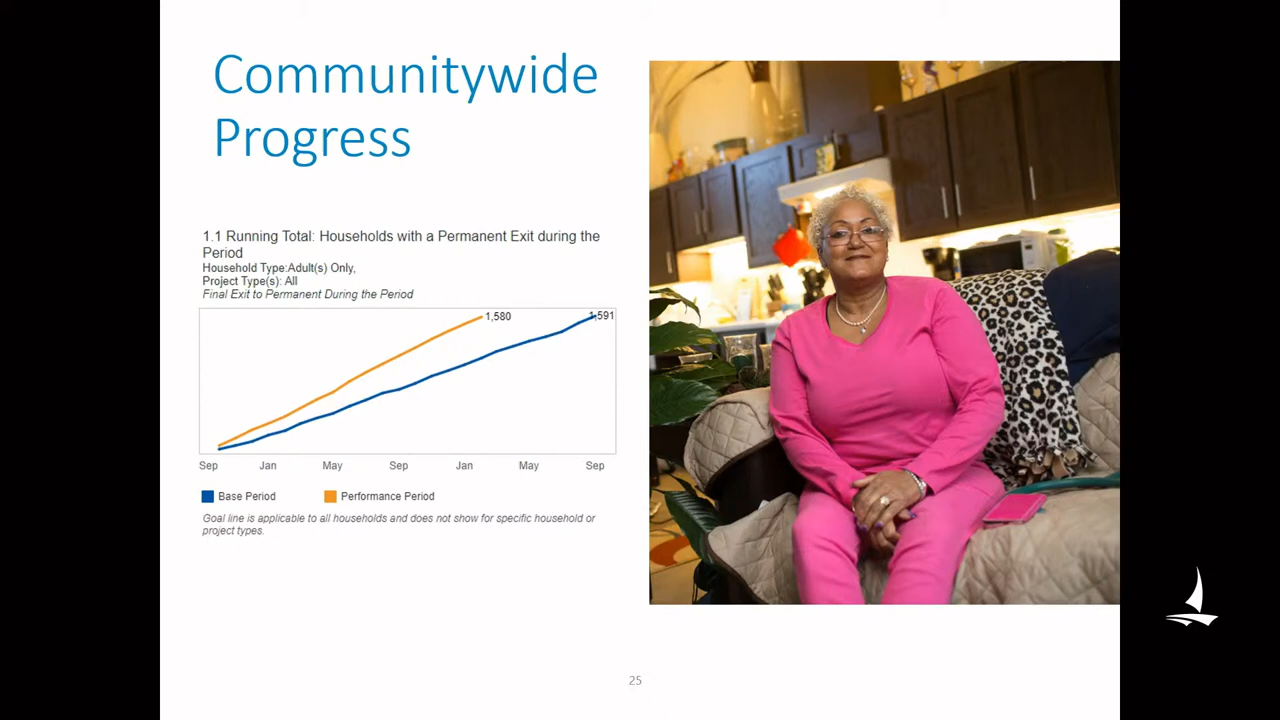 Communitywide
Progress
1.1 Running Total: Households with a Permanent Exit during the
Period
Household Type:Adult(s) Only,
Project Type(s): All
Final Exit to Permanent During the Period
1,580
1,591
Sep Jan May Sep Jan May Sep
Base Period Performance Period
Goal line is applicable to all households and does not show for specific household or
project types.
25